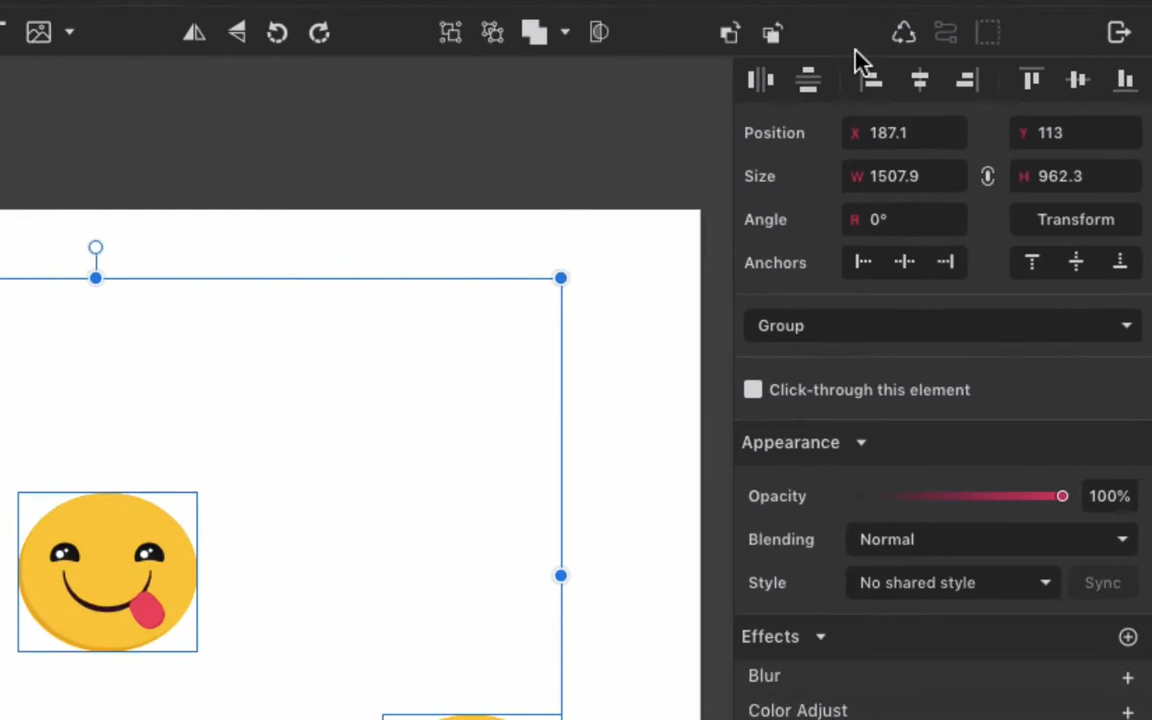 Position X 187.1 Y 113
Size W 1507.9 H 962.3
Angle R 0° Transform
Anchors
Group
Click-through this element
Appearance
Opacity 100%
Blending Normal
Style No shared style Sync
Effects
Blur
Color Adjust